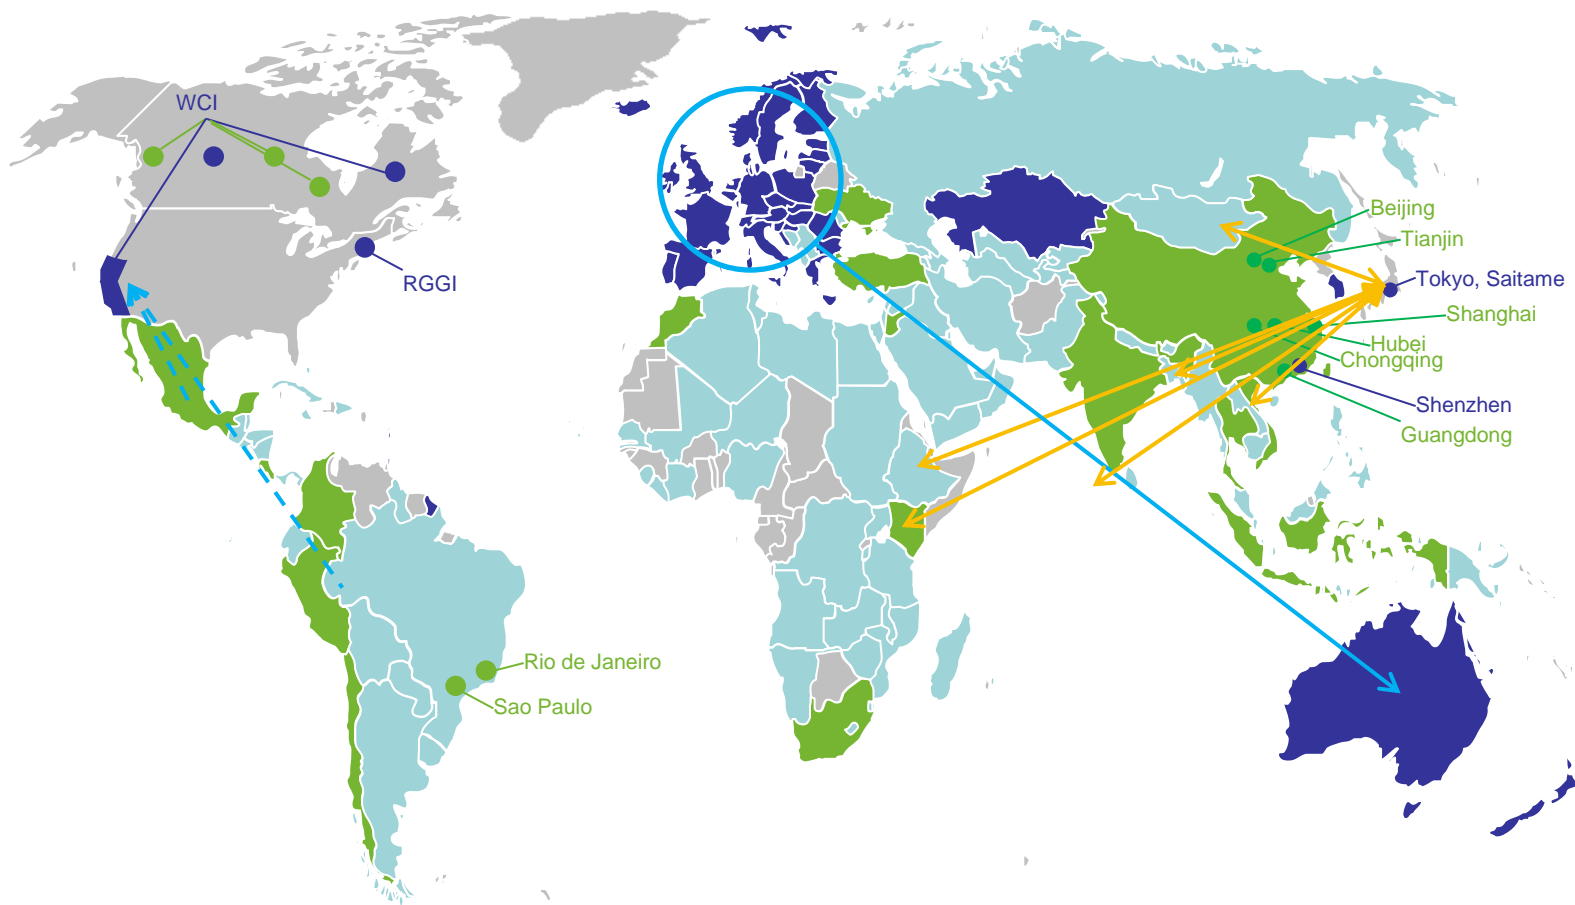 WCI
RGGI
Beijing
Tianjin
Tokyo, Saitame
Shanghai
Hubei
Chongqing
Shenzhen
Guangdong
Rio de Janeiro
Sao Paulo